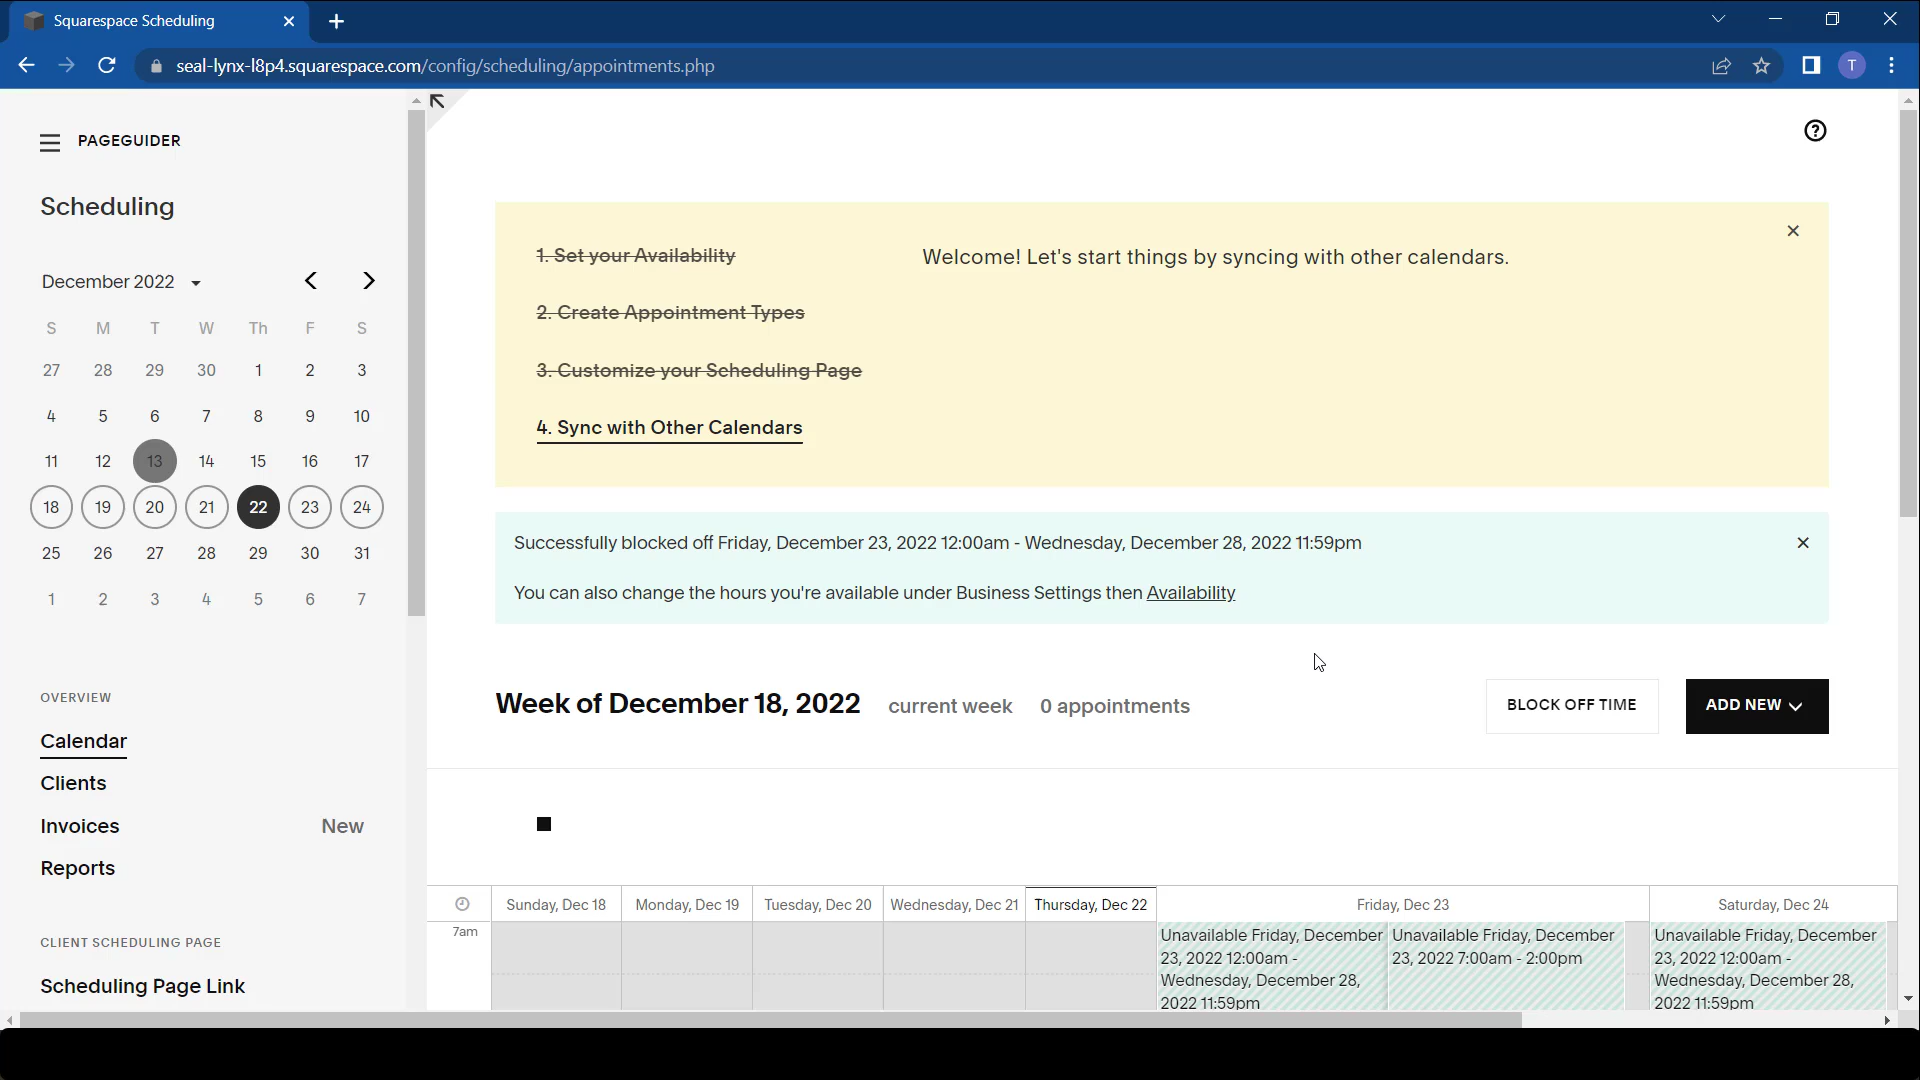 Squarespace Scheduling
seal-lynx-l8p4.squarespace.com/config/scheduling/appointments.php
T
PAGEGUIDER
Scheduling
December 2022
S M T W Th F S
27 28 29 30 1 2 3
4 5 6 7 8 9 10
11 12 13 14 15 16 17
18 19 20 21 22 23 24
25 26 27 28 29 30 31
1 2 3 4 5 6 7
OVERVIEW
Calendar
Clients
Invoices New
Reports
CLIENT SCHEDULING PAGE
Scheduling Page Link
1. Set your Availability
2. Create Appointment Types
3. Customize your Scheduling Page
4. Sync with Other Calendars
Welcome! Let's start things by syncing with other calendars.
Successfully blocked off Friday, December 23, 2022 12:00am - Wednesday, December 28, 2022 11:59pm
You can also change the hours you're available under Business Settings then Availability
Week of December 18, 2022 current week 0 appointments
BLOCK OFF TIME
ADD NEW
Sunday, Dec 18 Monday, Dec 19 Tuesday, Dec 20 Wednesday, Dec 21 Thursday, Dec 22 Friday, Dec 23 Saturday, Dec 24
7am
Unavailable Friday, December
23, 2022 12:00am -
Wednesday, December 28,
2022 11:59pm
Unavailable Friday, December
23, 2022 7:00am - 2:00pm
Unavailable Friday, December
23, 2022 12:00am -
Wednesday, December 28,
2022 11:59pm